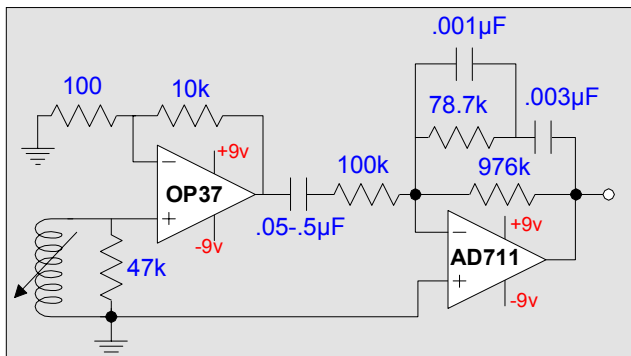 .001µF
100
10k
78.7k
.003µF
+9v
100k
976k
−
OP37
+
.05-.5µF
+9v
-9v
−
47k
AD711
+
-9v